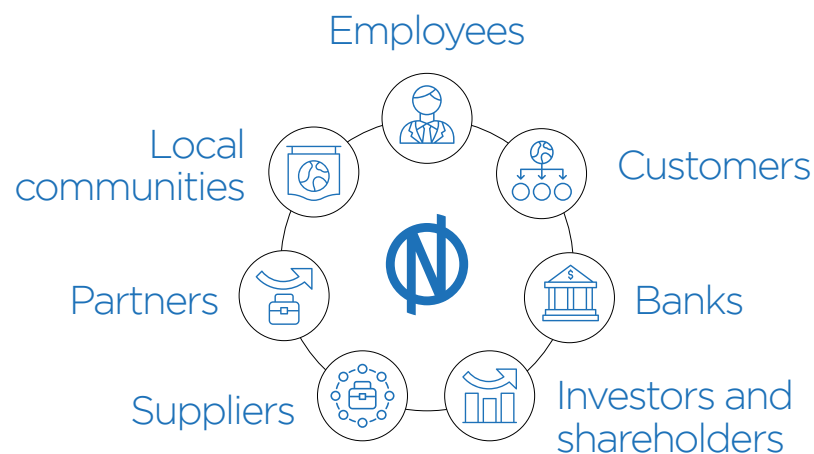 Employees
Local
communities
Customers
Partners
Banks
Suppliers
Investors and
shareholders
N
$